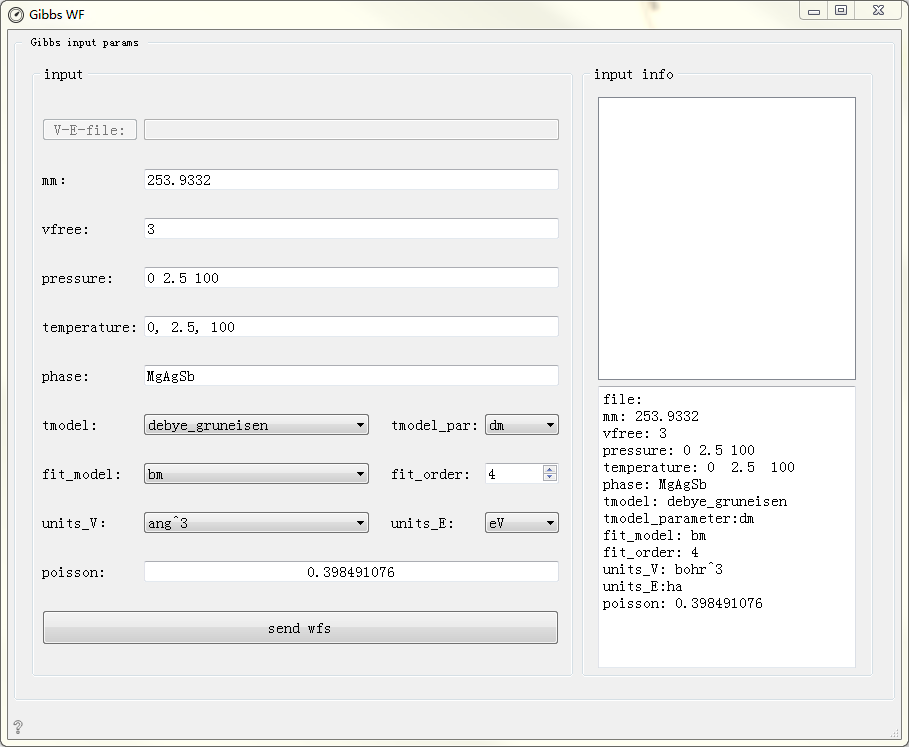 Gibbs WF
Gibbs input params
input
V-E-file:
mm: 253.9332
vfree: 3
pressure: 0 2.5 100
temperature: 0, 2.5, 100
phase: MgAgSb
tmodel: debye_gruneisen tmodel_par: dm
fit_model: bm fit_order: 4
units_V: ang^3 units_E: eV
poisson: 0.398491076
send wfs
input info
file:
mm: 253.9332
vfree: 3
pressure: 0 2.5 100
temperature: 0  2.5  100
phase: MgAgSb
tmodel: debye_gruneisen
tmodel_parameter:dm
fit_model: bm
fit_order: 4
units_V: bohr^3
units_E:ha
poisson: 0.398491076
?